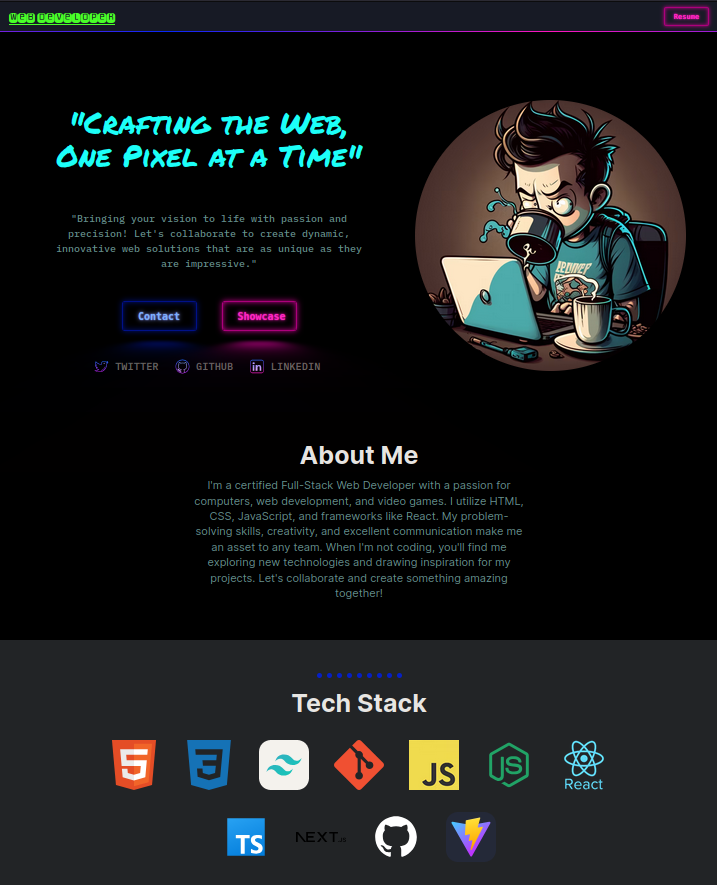 WEB DEVELOPER
Resume
"Crafting the Web,
One Pixel at a Time"
"Bringing your vision to life with passion and
precision! Let's collaborate to create dynamic,
innovative web solutions that are as unique as they
are impressive."
Contact
Showcase
TWITTER
GITHUB
LINKEDIN
About Me
I'm a certified Full-Stack Web Developer with a passion for
computers, web development, and video games. I utilize HTML,
CSS, JavaScript, and frameworks like React. My problem-
solving skills, creativity, and excellent communication make me
an asset to any team. When I'm not coding, you'll find me
exploring new technologies and drawing inspiration for my
projects. Let's collaborate and create something amazing
together!
Tech Stack
5
3
JS
JS
React
TS
NEXT.JS